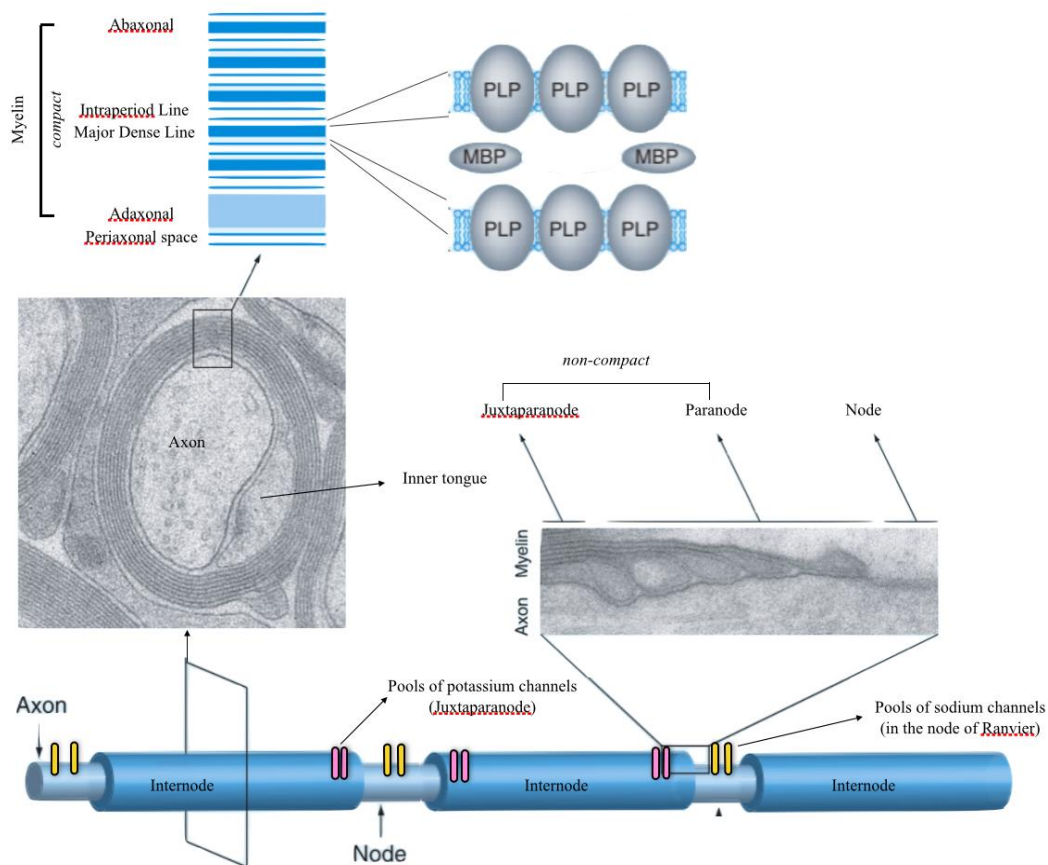 Abaxonal
Myelin
compact
Intraperiod Line
Major Dense Line
Adaxonal
Periaxonal space
PLP PLP PLP
MBP MBP
PLP PLP PLP
non-compact
Juxtaparanode Paranode Node
Axon
Inner tongue
Myelin
Axon
Pools of potassium channels
(Juxtaparanode)
Pools of sodium channels
(in the node of Ranvier)
Axon
Internode Internode Internode
Node